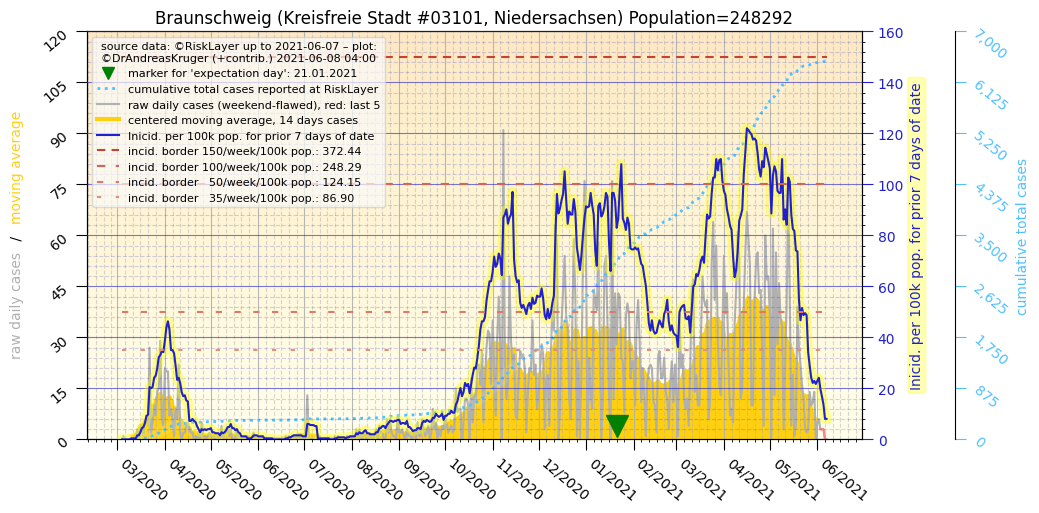 Braunschweig (Kreisfreie Stadt #03101, Niedersachsen) Population=248292
source data: ©RiskLayer up to 2021-06-07 – plot:
©DrAndreasKruger (+contrib.) 2021-06-08 04:00
marker for 'expectation day': 21.01.2021
cumulative total cases reported at RiskLayer
raw daily cases (weekend-flawed), red: last 5
centered moving average, 14 days cases
Inicid. per 100k pop. for prior 7 days of date
incid. border 150/week/100k pop.: 372.44
incid. border 100/week/100k pop.: 248.29
incid. border   50/week/100k pop.: 124.15
incid. border   35/week/100k pop.: 86.90
raw daily cases   /   moving average
120
105
90
75
60
45
30
15
0
03/2020
04/2020
05/2020
06/2020
07/2020
08/2020
09/2020
10/2020
11/2020
12/2020
01/2021
02/2021
03/2021
04/2021
05/2021
06/2021
160
140
120
100
80
60
40
20
0
Inicid. per 100k pop. for prior 7 days of date
7,000
6,125
5,250
4,375
3,500
2,625
1,750
875
0
cumulative total cases